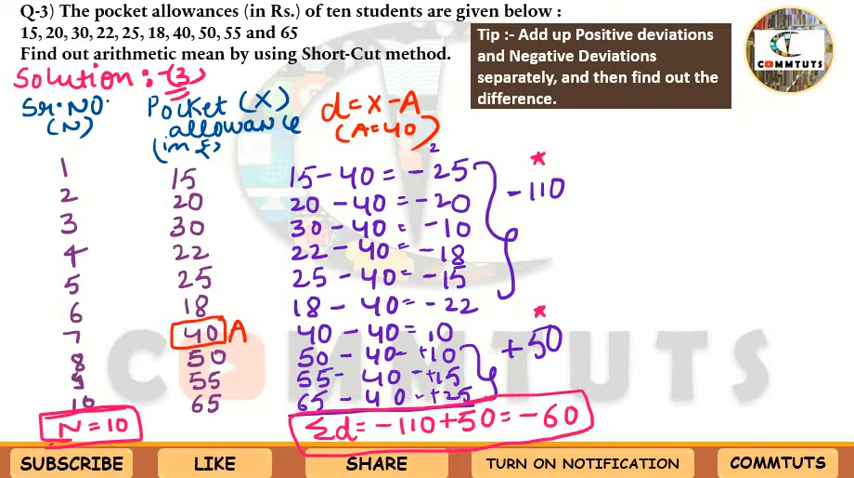 Q-3) The pocket allowances (in Rs.) of ten students are given below :
15, 20, 30, 22, 25, 18, 40, 50, 55 and 65
Find out arithmetic mean by using Short-Cut method.
Tip :- Add up Positive deviations
and Negative Deviations
separately, and then find out the
difference.
COMMTUTS
Solution:-(3)
Sr.NO. Pocket (X) d=X-A
(N) allowance (A=40)
(in ₹)
1 15 15-40=-25
2 20 20-40=-20
3 30 30-40=-10
4 22 22-40=-18
5 25 25-40=-15
6 18 18-40=-22
-110
7 40 A 40-40=0
8 50 50-40 +10
9 55 55-40 -+15
10 65 65-40 -+25
+50
N=10 Σd=-110+50=-60
COMMTUTS
SUBSCRIBE LIKE SHARE TURN ON NOTIFICATION COMMTUTS